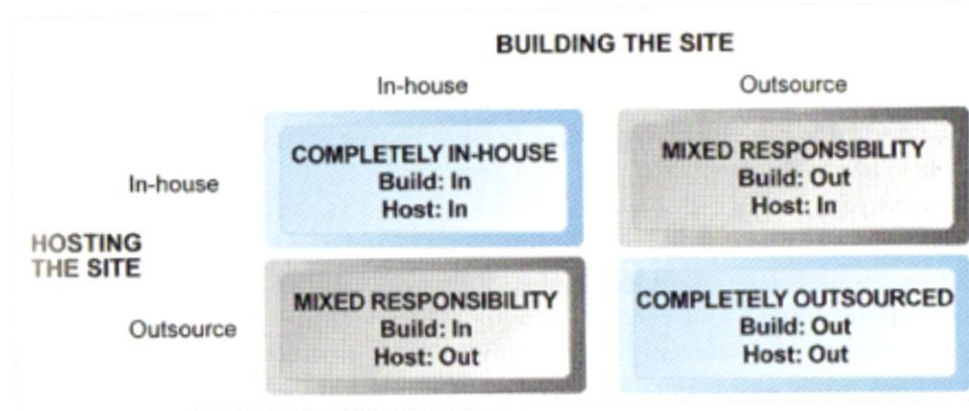 BUILDING THE SITE
In-house
Outsource
COMPLETELY IN-HOUSE
Build: In
Host: In
MIXED RESPONSIBILITY
Build: Out
Host: In
In-house
HOSTING
THE SITE
Outsource
MIXED RESPONSIBILITY
Build: In
Host: Out
COMPLETELY OUTSOURCED
Build: Out
Host: Out